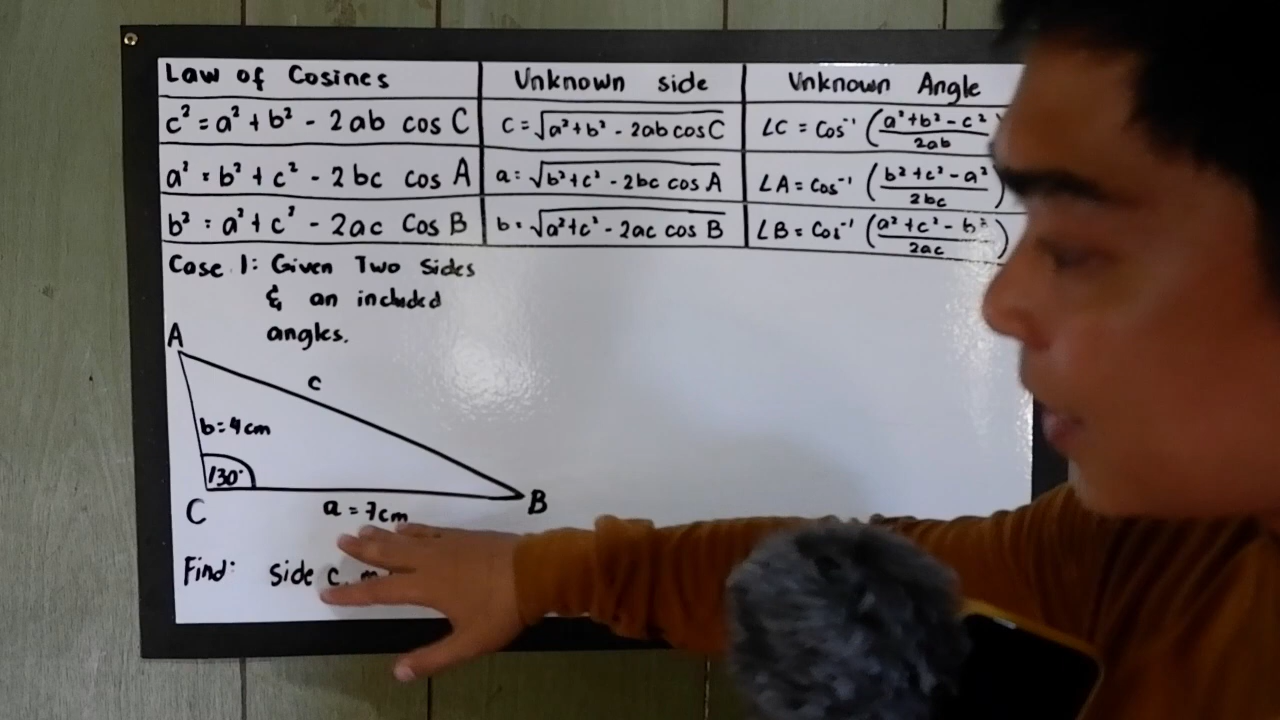 Law of Cosines
Unknown side
Unknown Angle
c² = a² + b² - 2ab cos C
c = √a²+b² - 2ab cos C
∠C = Cos⁻¹ (a²+b² - c² / 2ab)
a² = b² + c² - 2bc cos A
a = √b²+c² - 2bc cos A
∠A = Cos⁻¹ (b²+c² - a² / 2bc)
b² = a² + c² - 2ac Cos B
b = √a²+c² - 2ac cos B
∠B = Cos⁻¹ (a²+c² - b² / 2ac)
Case 1: Given Two Sides
& an included
angles.
A
c
b = 4cm
130°
C
B
a = 7cm
Find: side c,